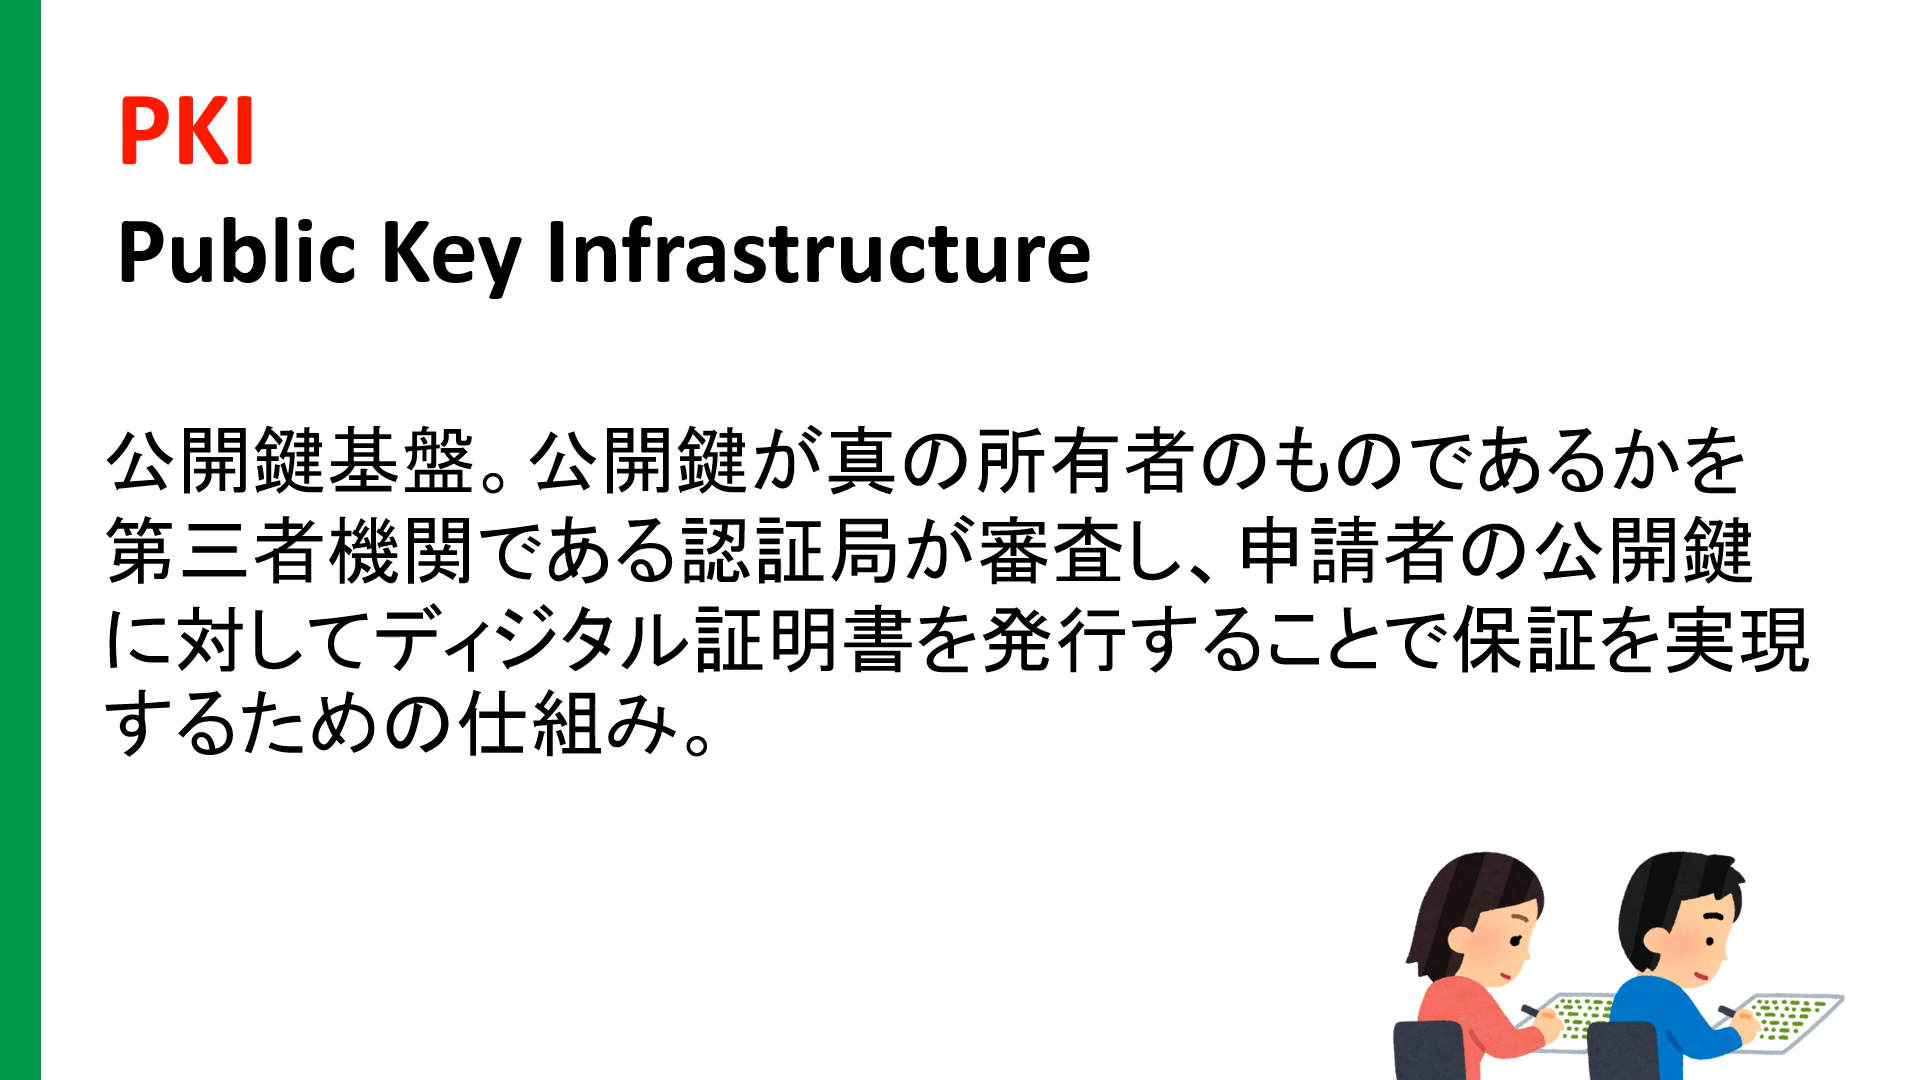 PKI
Public Key Infrastructure
公開鍵基盤。公開鍵が真の所有者のものであるかを
第三者機関である認証局が審査し、申請者の公開鍵
に対してディジタル証明書を発行することで保証を実現
するための仕組み。